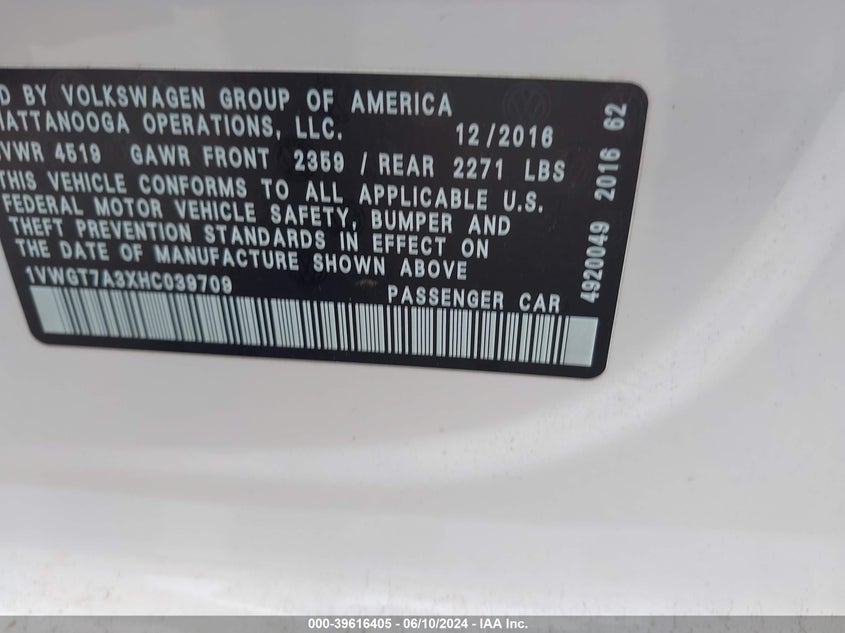 D BY VOLKSWAGEN GROUP OF AMERICA
ATTANOOGA OPERATIONS, LLC. 12/2016
VWR 4519 GAWR FRONT 2359 / REAR 2271 LBS
THIS VEHICLE CONFORMS TO ALL APPLICABLE U.S.
FEDERAL MOTOR VEHICLE SAFETY, BUMPER AND
THEFT PREVENTION STANDARDS IN EFFECT ON
THE DATE OF MANUFACTURE SHOWN ABOVE
1VWGT7A3XHC039709 PASSENGER CAR
4920049 2016 62
000-39616405 - 06/10/2024 - IAA Inc.